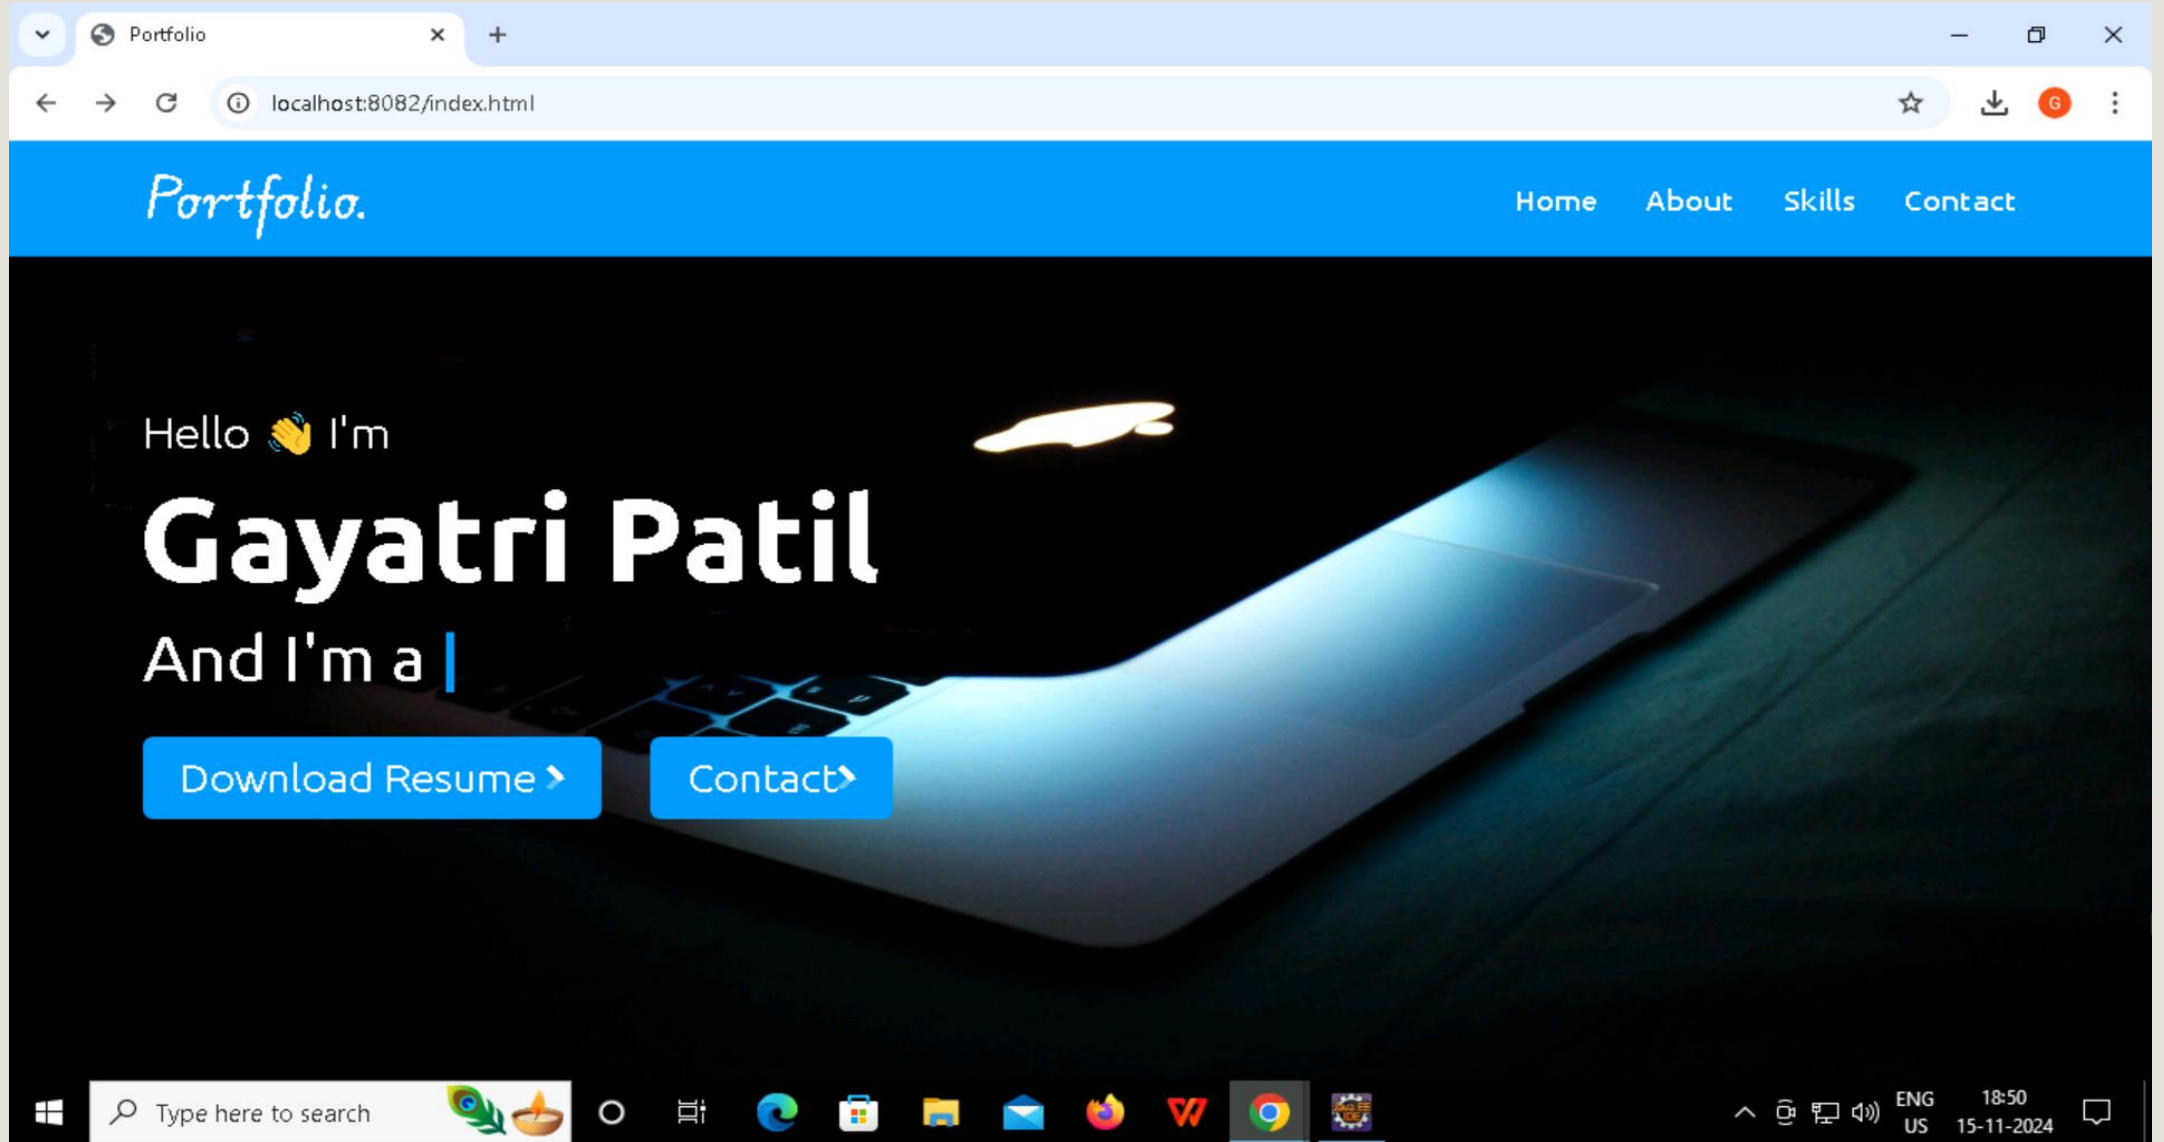 Portfolio
localhost:8082/index.html
G
Portfolio.
Home About Skills Contact
Hello 👋 I'm
Gayatri Patil
And I'm a
Download Resume
Contact
Type here to search
ENG
US
18:50
15-11-2024